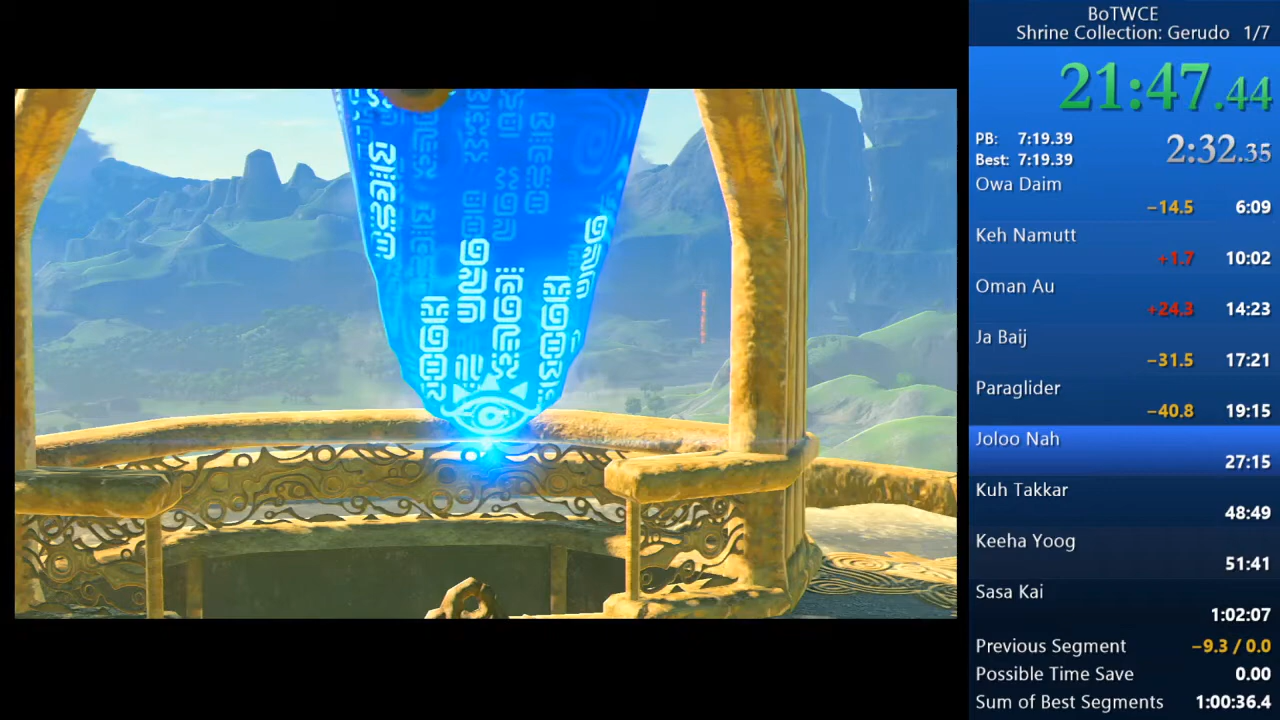 BoTWCE
Shrine Collection: Gerudo 1/7
21:47.44
PB: 7:19.39
Best: 7:19.39
2:32.35
Owa Daim
−14.5 6:09
Keh Namutt
+1.7 10:02
Oman Au
+24.3 14:23
Ja Baij
−31.5 17:21
Paraglider
−40.8 19:15
Joloo Nah
27:15
Kuh Takkar
48:49
Keeha Yoog
51:41
Sasa Kai
1:02:07
Previous Segment −9.3 / 0.0
Possible Time Save 0.00
Sum of Best Segments 1:00:36.4